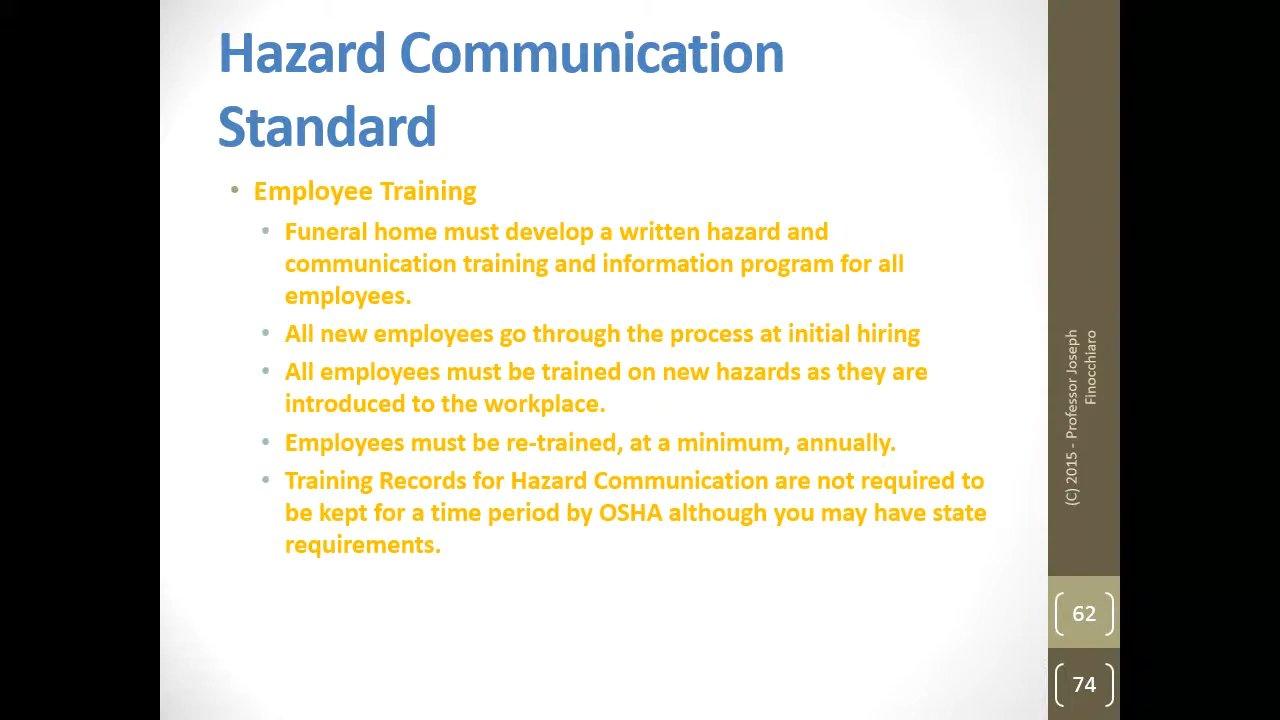 Hazard Communication
Standard
• Employee Training
• Funeral home must develop a written hazard and
communication training and information program for all
employees.
• All new employees go through the process at initial hiring
• All employees must be trained on new hazards as they are
introduced to the workplace.
• Employees must be re-trained, at a minimum, annually.
• Training Records for Hazard Communication are not required to
be kept for a time period by OSHA although you may have state
requirements.
(C) 2015 - Professor Joseph
Finocchiaro
62
74